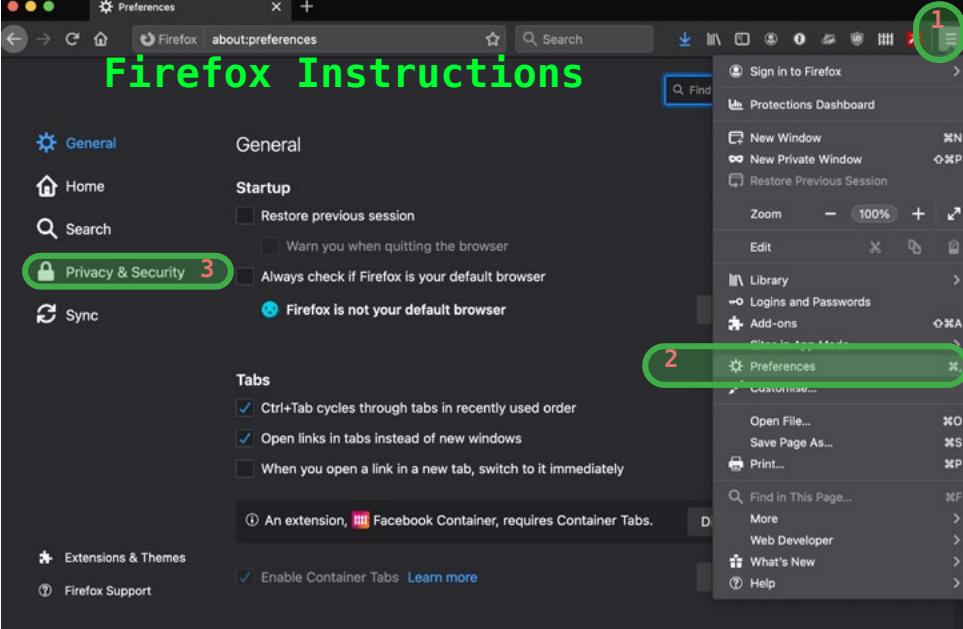 Preferences
Firefox about:preferences
Search
1
Firefox Instructions
Find
General
Home
Search
Privacy & Security 3
Sync
Extensions & Themes
Firefox Support
General
Startup
Restore previous session
Warn you when quitting the browser
Always check if Firefox is your default browser
Firefox is not your default browser
Tabs
Ctrl+Tab cycles through tabs in recently used order
Open links in tabs instead of new windows
When you open a link in a new tab, switch to it immediately
An extension, Facebook Container, requires Container Tabs.
D
Enable Container Tabs Learn more
Sign in to Firefox
Protections Dashboard
New Window ⌘N
New Private Window ⇧⌘P
Restore Previous Session
Zoom − 100% +
Edit
Library
Logins and Passwords
Add-ons ⇧⌘A
Sites in App Mode
2 Preferences ⌘,
Customise...
Open File... ⌘O
Save Page As... ⌘S
Print... ⌘P
Find in This Page... ⌘F
More
Web Developer
What's New
Help